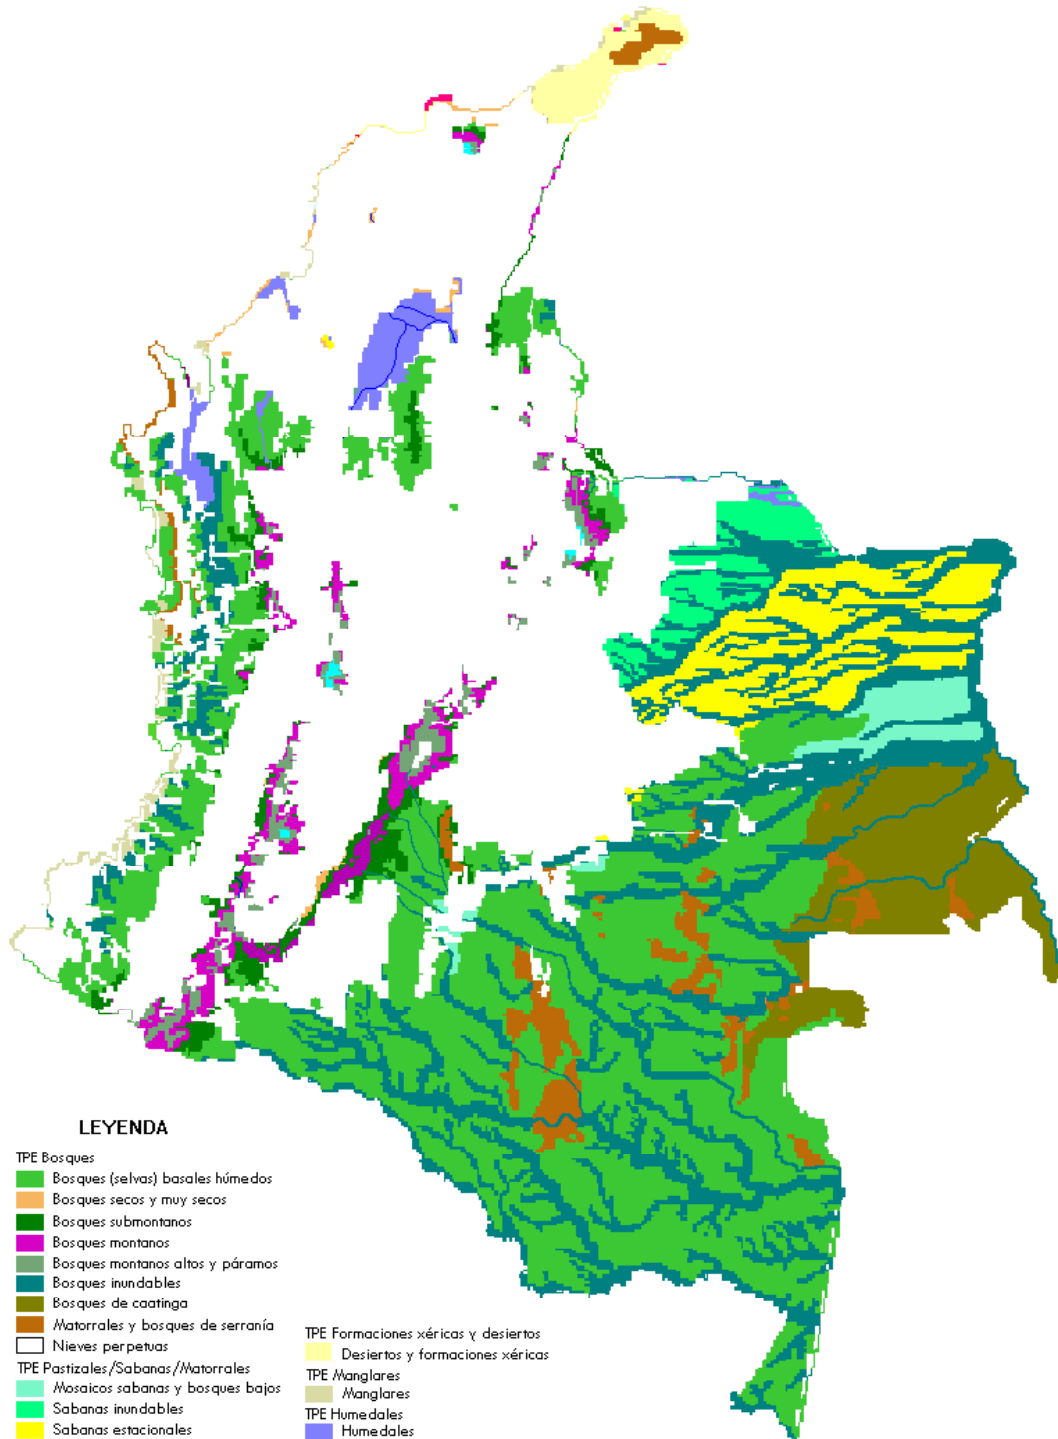 LEYENDA
TPE Bosques
Bosques (selvas) basales húmedos
Bosques secos y muy secos
Bosques submontanos
Bosques montanos
Bosques montanos altos y páramos
Bosques inundables
Bosques de caatinga
Matorrales y bosques de serranía
Nieves perpetuas
TPE Pastizales/Sabanas/Matorrales
Mosaicos sabanas y bosques bajos
Sabanas inundables
Sabanas estacionales
TPE Formaciones xéricas y desiertos
Desiertos y formaciones xéricas
TPE Manglares
Manglares
TPE Humedales
Humedales